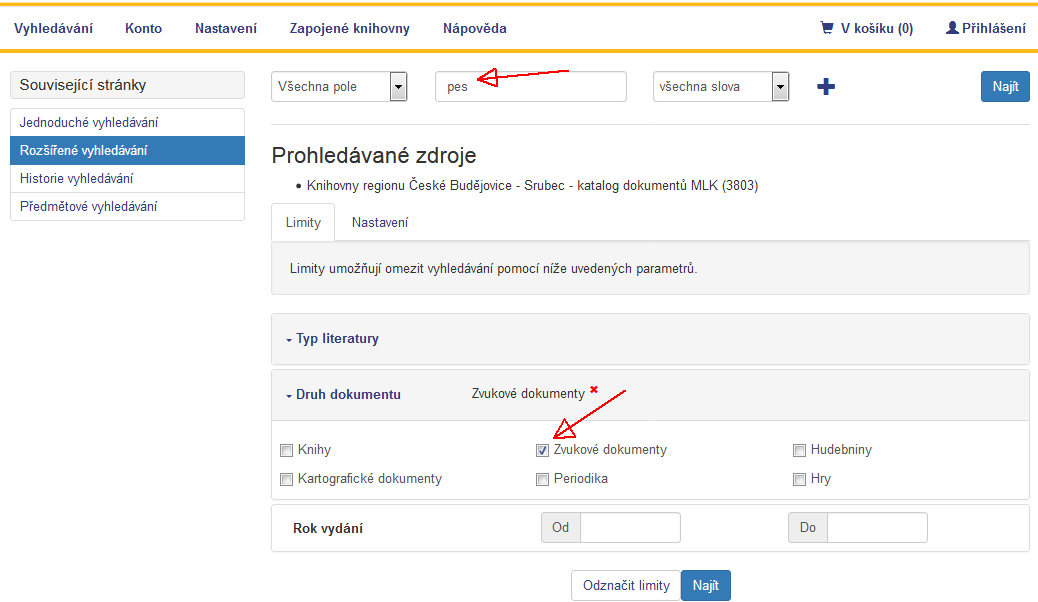 Vyhledávání Konto Nastavení Zapojené knihovny Nápověda V košíku (0) Přihlášení
Související stránky
Jednoduché vyhledávání
Rozšířené vyhledávání
Historie vyhledávání
Předmětové vyhledávání
Všechna pole pes všechna slova Najít
Prohledávané zdroje
• Knihovny regionu České Budějovice - Srubec - katalog dokumentů MLK (3803)
Limity Nastavení
Limity umožňují omezit vyhledávání pomocí níže uvedených parametrů.
Typ literatury
Druh dokumentu Zvukové dokumenty
Knihy Zvukové dokumenty Hudebniny
Kartografické dokumenty Periodika Hry
Rok vydání Od Do
Odznačit limity Najít